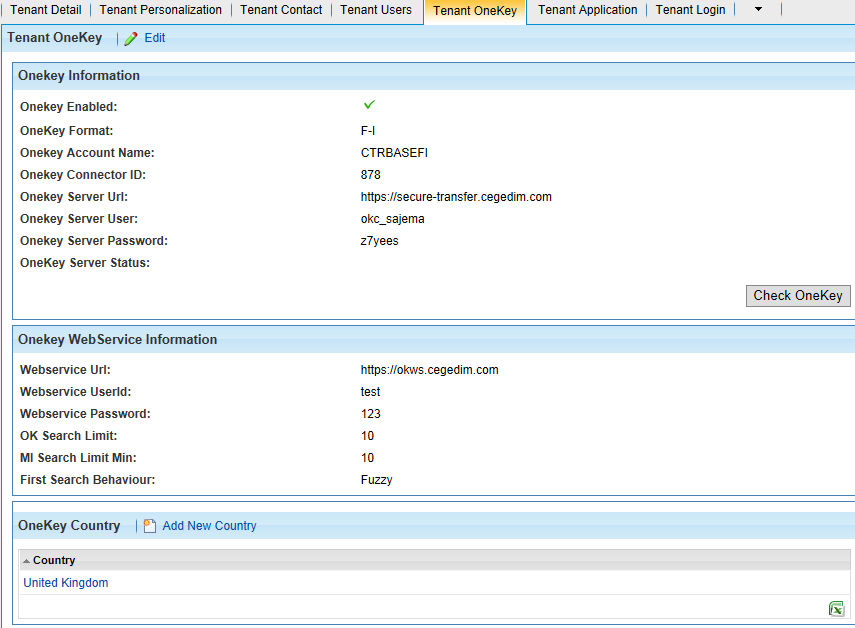 Tenant Detail Tenant Personalization Tenant Contact Tenant Users Tenant OneKey Tenant Application Tenant Login
Tenant OneKey Edit
Onekey Information
Onekey Enabled:
OneKey Format: F-I
Onekey Account Name: CTRBASEFI
Onekey Connector ID: 878
Onekey Server Url: https://secure-transfer.cegedim.com
Onekey Server User: okc_sajema
Onekey Server Password: z7yees
OneKey Server Status:
Check OneKey
Onekey WebService Information
Webservice Url: https://okws.cegedim.com
Webservice UserId: test
Webservice Password: 123
OK Search Limit: 10
MI Search Limit Min: 10
First Search Behaviour: Fuzzy
OneKey Country Add New Country
Country
United Kingdom